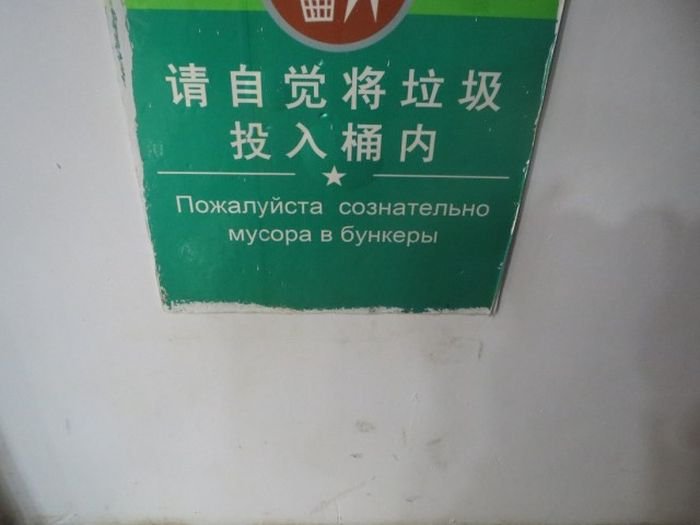 请自觉将垃圾
投入桶内
Пожалуйста сознательно
мусора в бункеры